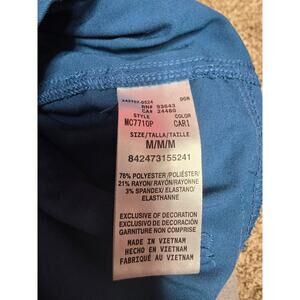 RN# 93643
CA# 24480
STYLE COLOR
MC7710P CARI
SIZE/TALLA/TAILLE
M/M/M
842473155241
76% POLYESTER /POLIÉSTER
21% RAYON/ RAYÓN/RAYONNE
3% SPANDEX/ ELASTANO/
ELASTHANNE
EXCLUSIVE OF DECORATION
EXCLUSIVO DE DECORACIÓN
GARNITURE NON COMPRISE
MADE IN VIETNAM
HECHO EN VIETNAM
FABRIQUÉ AU VIETNAM